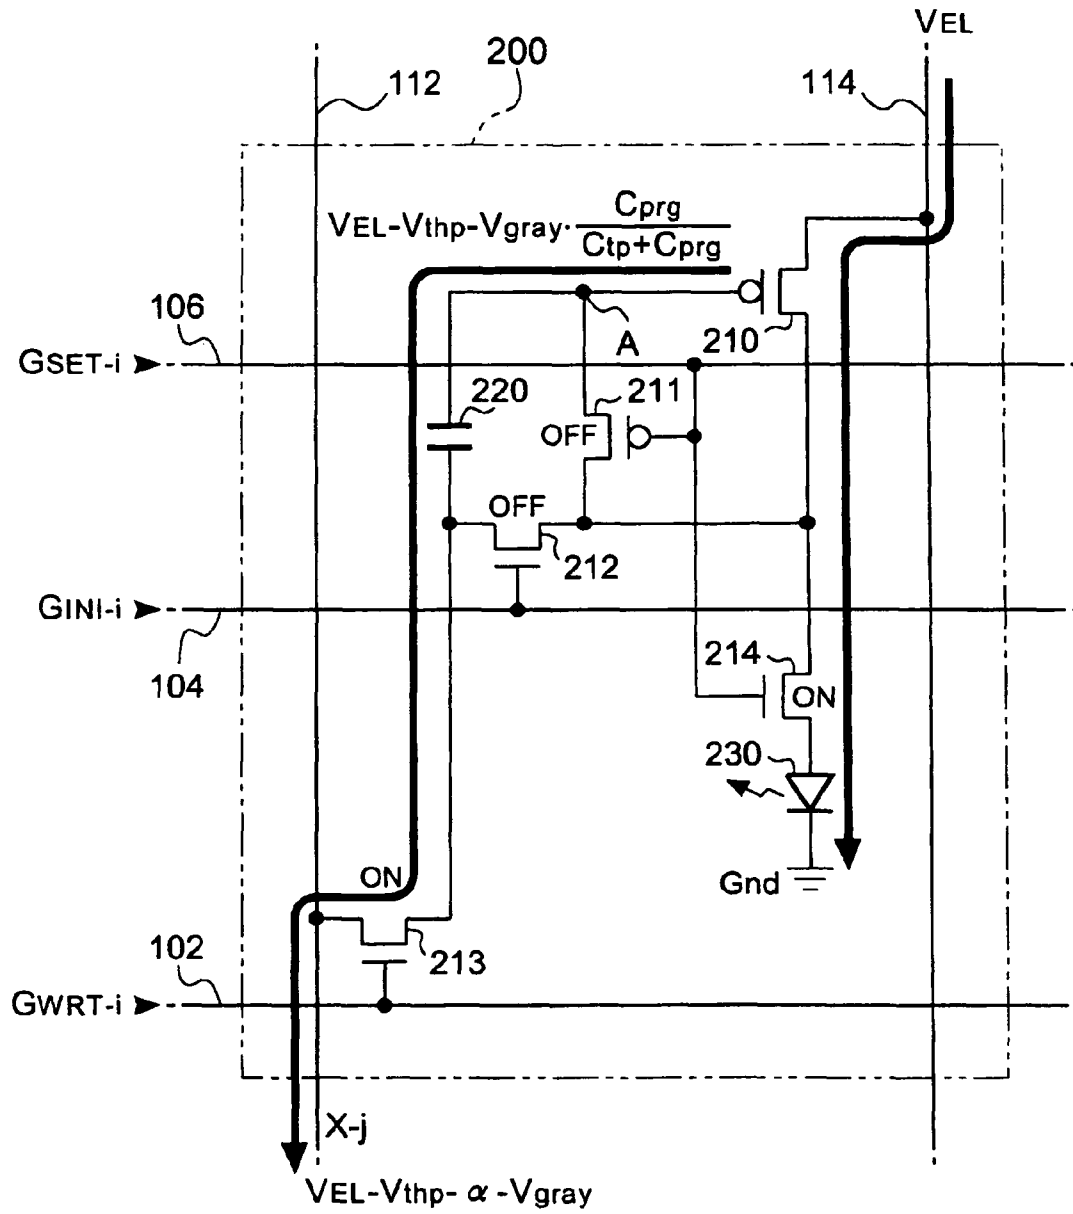 VEL
200
112
114
VEL-Vthp-Vgray· Cprg
Ctp+Cprg
106
A
210
GSET-i
220
211
OFF
OFF
212
GINI-i
104
214
ON
230
ON
Gnd
102
213
GWRT-i
X-j
VEL-Vthp- α -Vgray